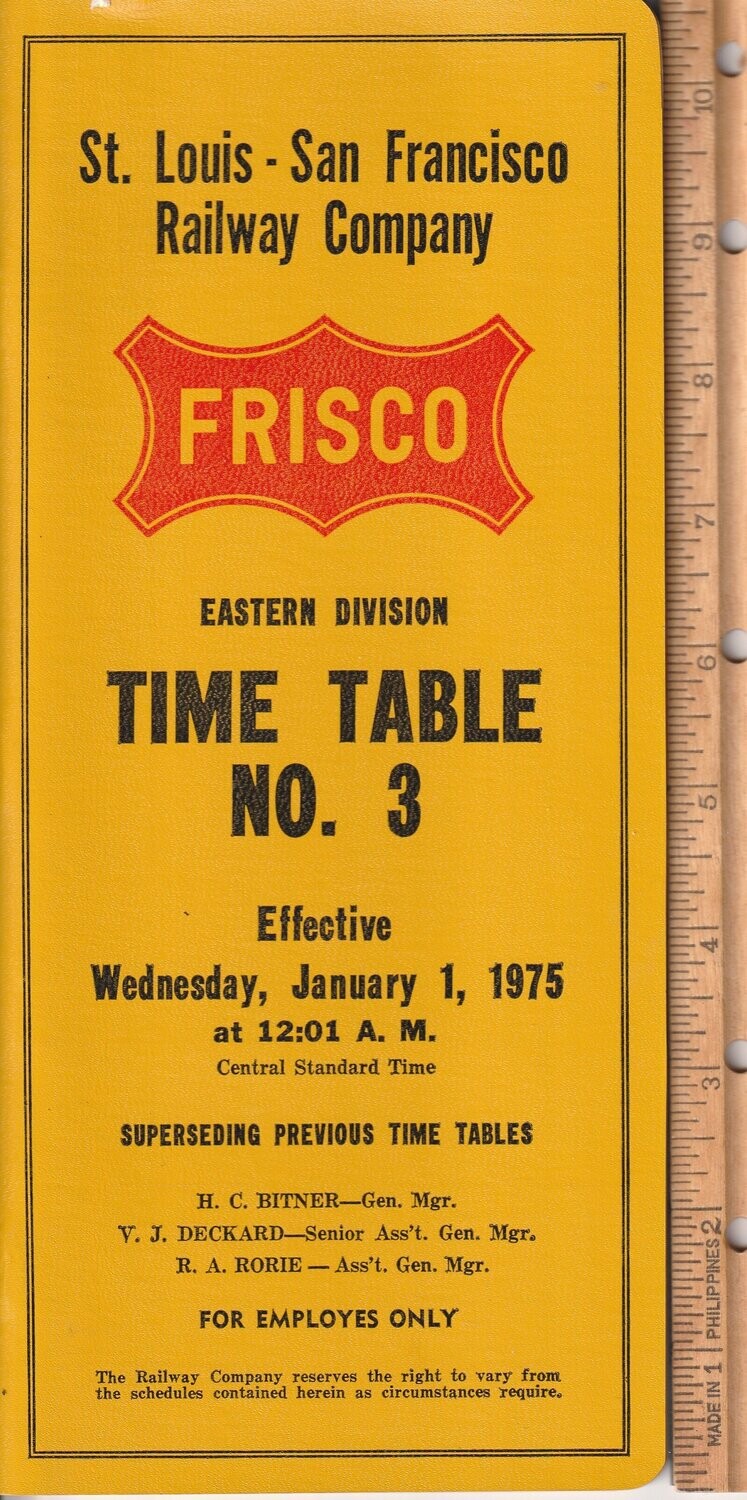 St. Louis - San Francisco
Railway Company
FRISCO
EASTERN DIVISION
TIME TABLE
NO. 3
Effective
Wednesday, January 1, 1975
at 12:01 A. M.
Central Standard Time
SUPERSEDING PREVIOUS TIME TABLES
H. C. BITNER—Gen. Mgr.
V. J. DECKARD—Senior Ass't. Gen. Mgr.
R. A. RORIE — Ass't. Gen. Mgr.
FOR EMPLOYES ONLY
The Railway Company reserves the right to vary from
the schedules contained herein as circumstances require.
MADE IN PHILIPPINES
1 2 3 4 5 6 7 8 9 10